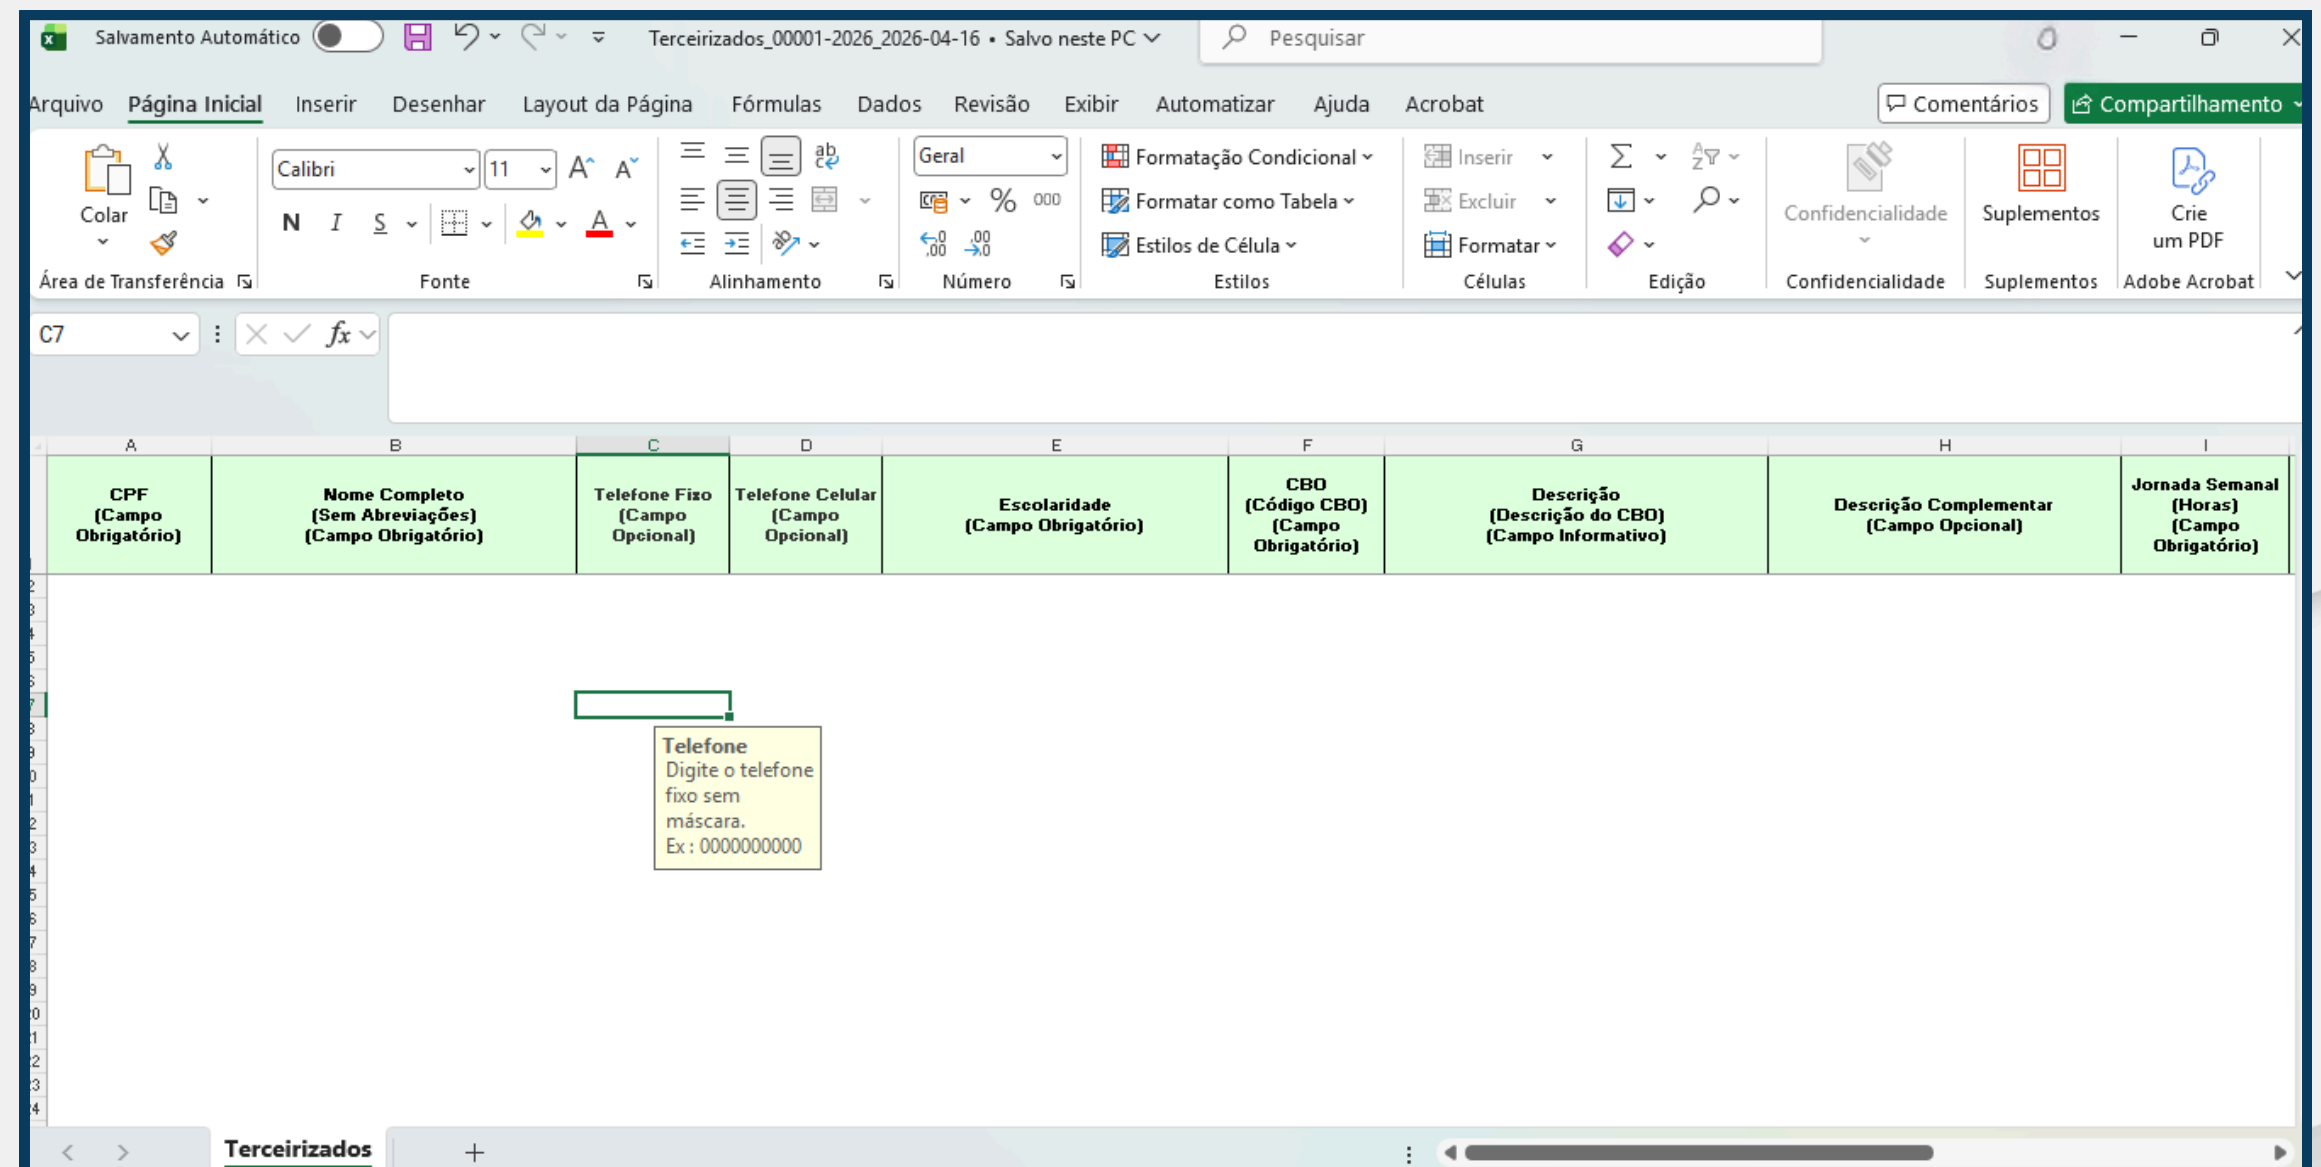 Salvamento Automático
Terceirizados_00001-2026_2026-04-16 • Salvo neste PC
Pesquisar
Arquivo Página Inicial Inserir Desenhar Layout da Página Fórmulas Dados Revisão Exibir Automatizar Ajuda Acrobat Comentários Compartilhamento
Colar
Área de Transferência
Calibri 11
N I S A
Fonte
Alinhamento
Geral
% 000
Número
Formatação Condicional
Formatar como Tabela
Estilos de Célula
Estilos
Inserir
Excluir
Formatar
Células
Edição
Confidencialidade
Confidencialidade
Suplementos
Suplementos
Crie
um PDF
Adobe Acrobat
C7 fx
A B C D E F G H I
CPF
(Campo
Obrigatório)
Nome Completo
(Sem Abreviações)
(Campo Obrigatório)
Telefone Fixo
(Campo
Opcional)
Telefone Celular
(Campo
Opcional)
Escolaridade
(Campo Obrigatório)
CBO
(Código CBO)
(Campo
Obrigatório)
Descrição
(Descrição do CBO)
(Campo Informativo)
Descrição Complementar
(Campo Opcional)
Jornada Semanal
(Horas)
(Campo
Obrigatório)
Telefone
Digite o telefone
fixo sem
máscara.
Ex : 0000000000
Terceirizados